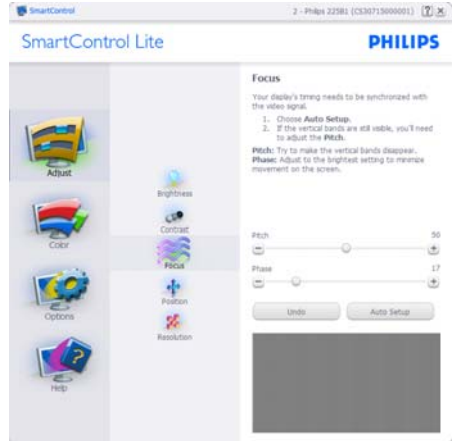 SmartControl
2 - Philips 225B1 (CS30715000001)
SmartControl Lite
PHILIPS
Adjust
Color
Options
Help
Brightness
Contrast
Focus
Position
Resolution
Focus
Your display's timing needs to be synchronized with
the video signal.
1. Choose Auto Setup.
2. If the vertical bands are still visible, you'll need
to adjust the Pitch.
Pitch: Try to make the vertical bands disappear.
Phase: Adjust to the brightest setting to minimize
movement on the screen.
Pitch 50
Phase 17
Undo Auto Setup